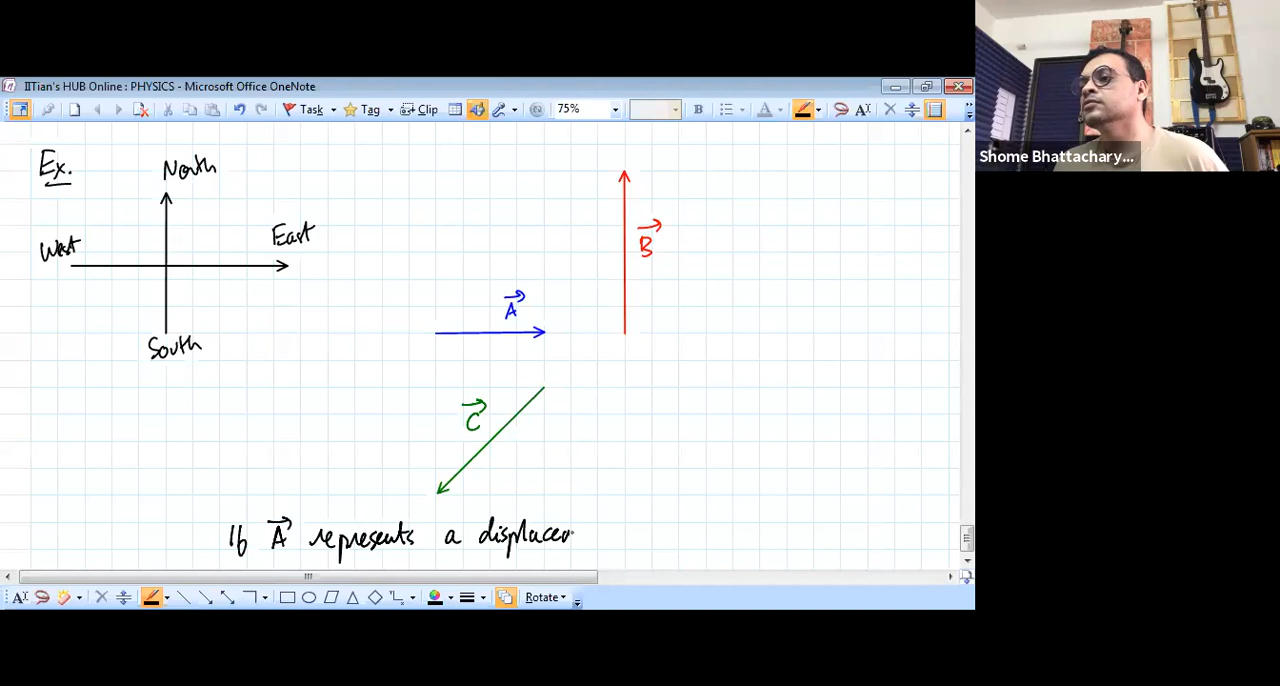 IITian's HUB Online : PHYSICS - Microsoft Office OneNote
Task Tag Clip 75% B A A
Shome Bhattachary...
Ex.
North
West
East
South
B
A
C
If A represents a displacem
A Rotate